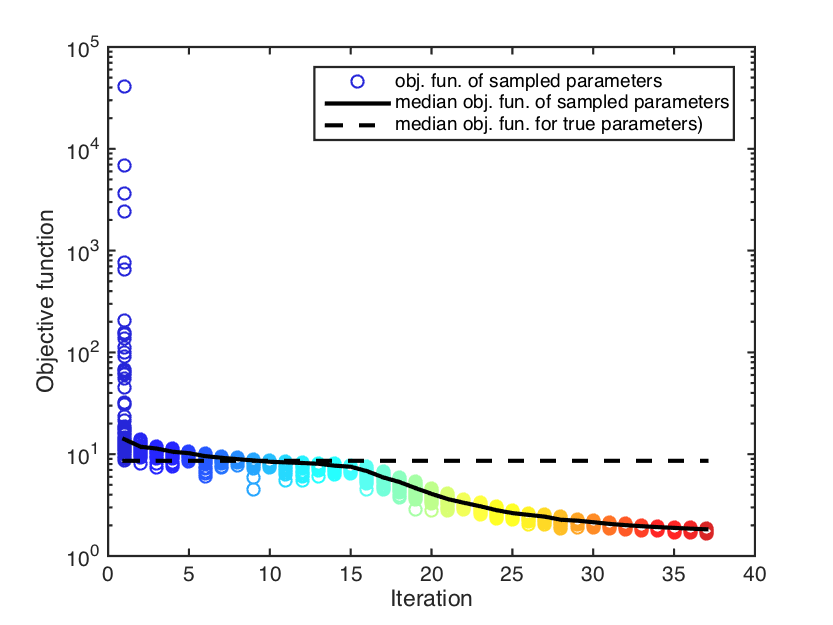 obj. fun. of sampled parameters
median obj. fun. of sampled parameters
median obj. fun. for true parameters)
Objective function
10^5
10^4
10^3
10^2
10^1
10^0
0 5 10 15 20 25 30 35 40
Iteration